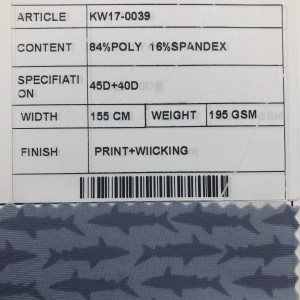 ARTICLE KW17-0039
CONTENT 84%POLY 16%SPANDEX
SPECIFIATI
ON 45D+40D
WIDTH 155 CM WEIGHT 195 GSM
FINISH PRINT+WIICKING